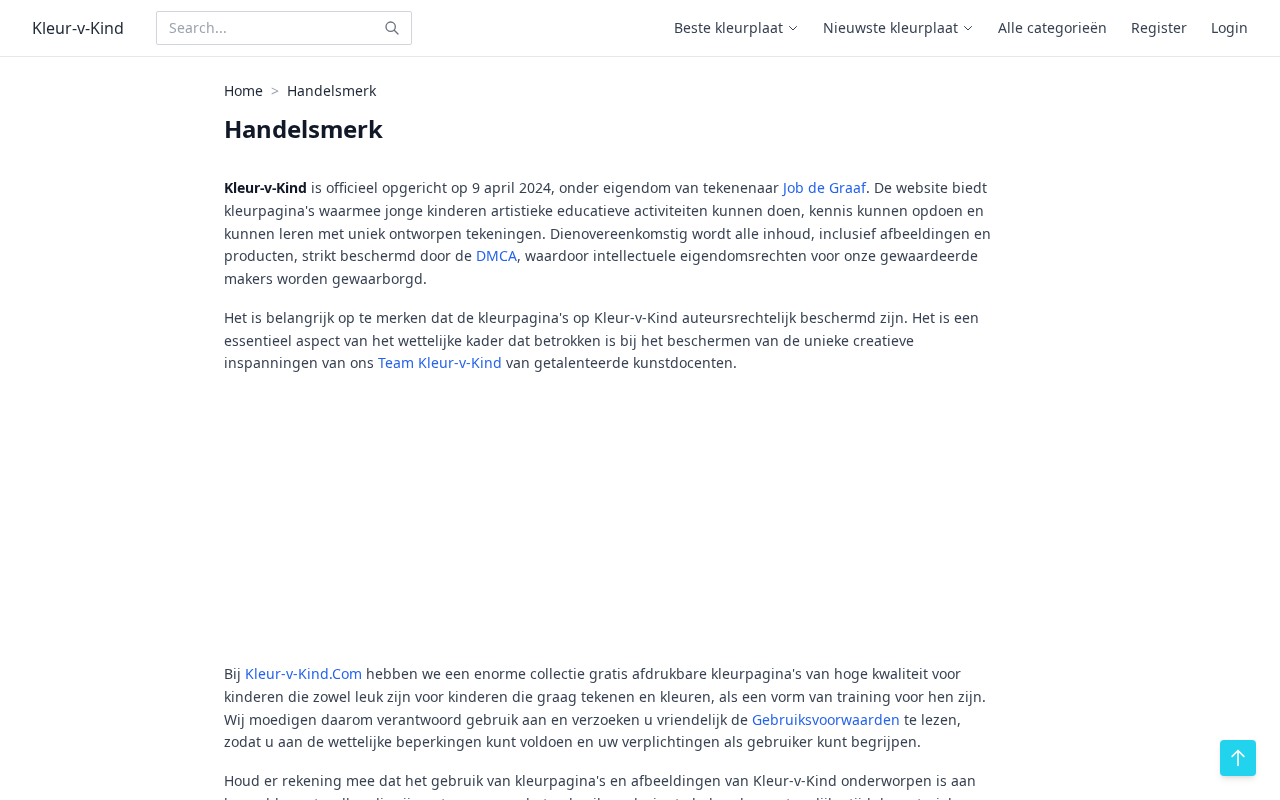 Kleur-v-Kind
Search...
Beste kleurplaat
Nieuwste kleurplaat
Alle categorieën
Register
Login
Home > Handelsmerk
Handelsmerk
Kleur-v-Kind is officieel opgericht op 9 april 2024, onder eigendom van tekenenaar Job de Graaf. De website biedt
kleurpagina's waarmee jonge kinderen artistieke educatieve activiteiten kunnen doen, kennis kunnen opdoen en
kunnen leren met uniek ontworpen tekeningen. Dienovereenkomstig wordt alle inhoud, inclusief afbeeldingen en
producten, strikt beschermd door de DMCA, waardoor intellectuele eigendomsrechten voor onze gewaardeerde
makers worden gewaarborgd.
Het is belangrijk op te merken dat de kleurpagina's op Kleur-v-Kind auteursrechtelijk beschermd zijn. Het is een
essentieel aspect van het wettelijke kader dat betrokken is bij het beschermen van de unieke creatieve
inspanningen van ons Team Kleur-v-Kind van getalenteerde kunstdocenten.
Bij Kleur-v-Kind.Com hebben we een enorme collectie gratis afdrukbare kleurpagina's van hoge kwaliteit voor
kinderen die zowel leuk zijn voor kinderen die graag tekenen en kleuren, als een vorm van training voor hen zijn.
Wij moedigen daarom verantwoord gebruik aan en verzoeken u vriendelijk de Gebruiksvoorwaarden te lezen,
zodat u aan de wettelijke beperkingen kunt voldoen en uw verplichtingen als gebruiker kunt begrijpen.
Houd er rekening mee dat het gebruik van kleurpagina's en afbeeldingen van Kleur-v-Kind onderworpen is aan